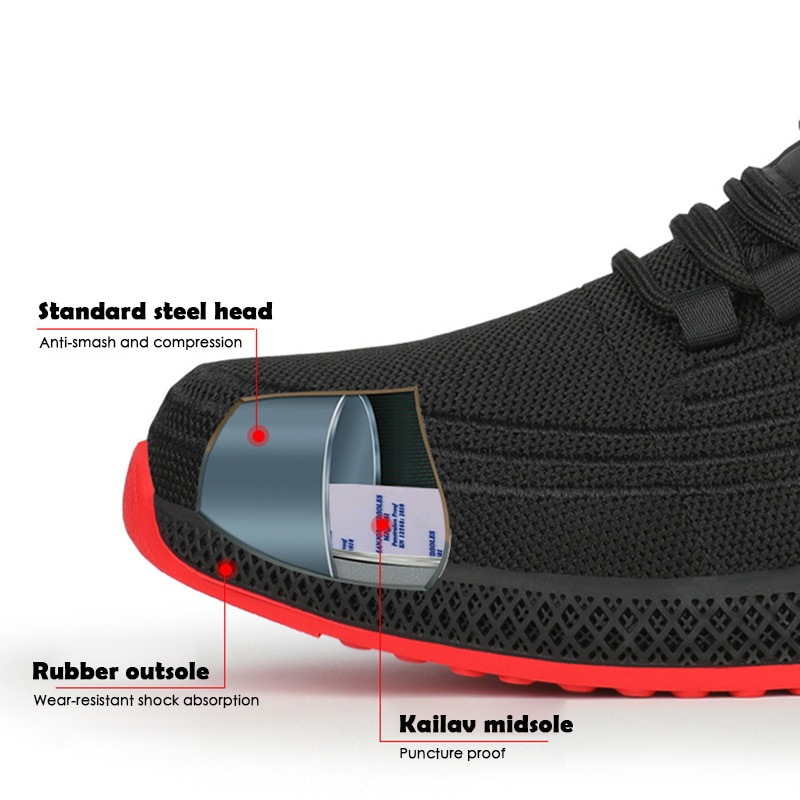 Standard steel head
Anti-smash and compression
Rubber outsole
Wear-resistant shock absorption
Kailav midsole
Puncture proof